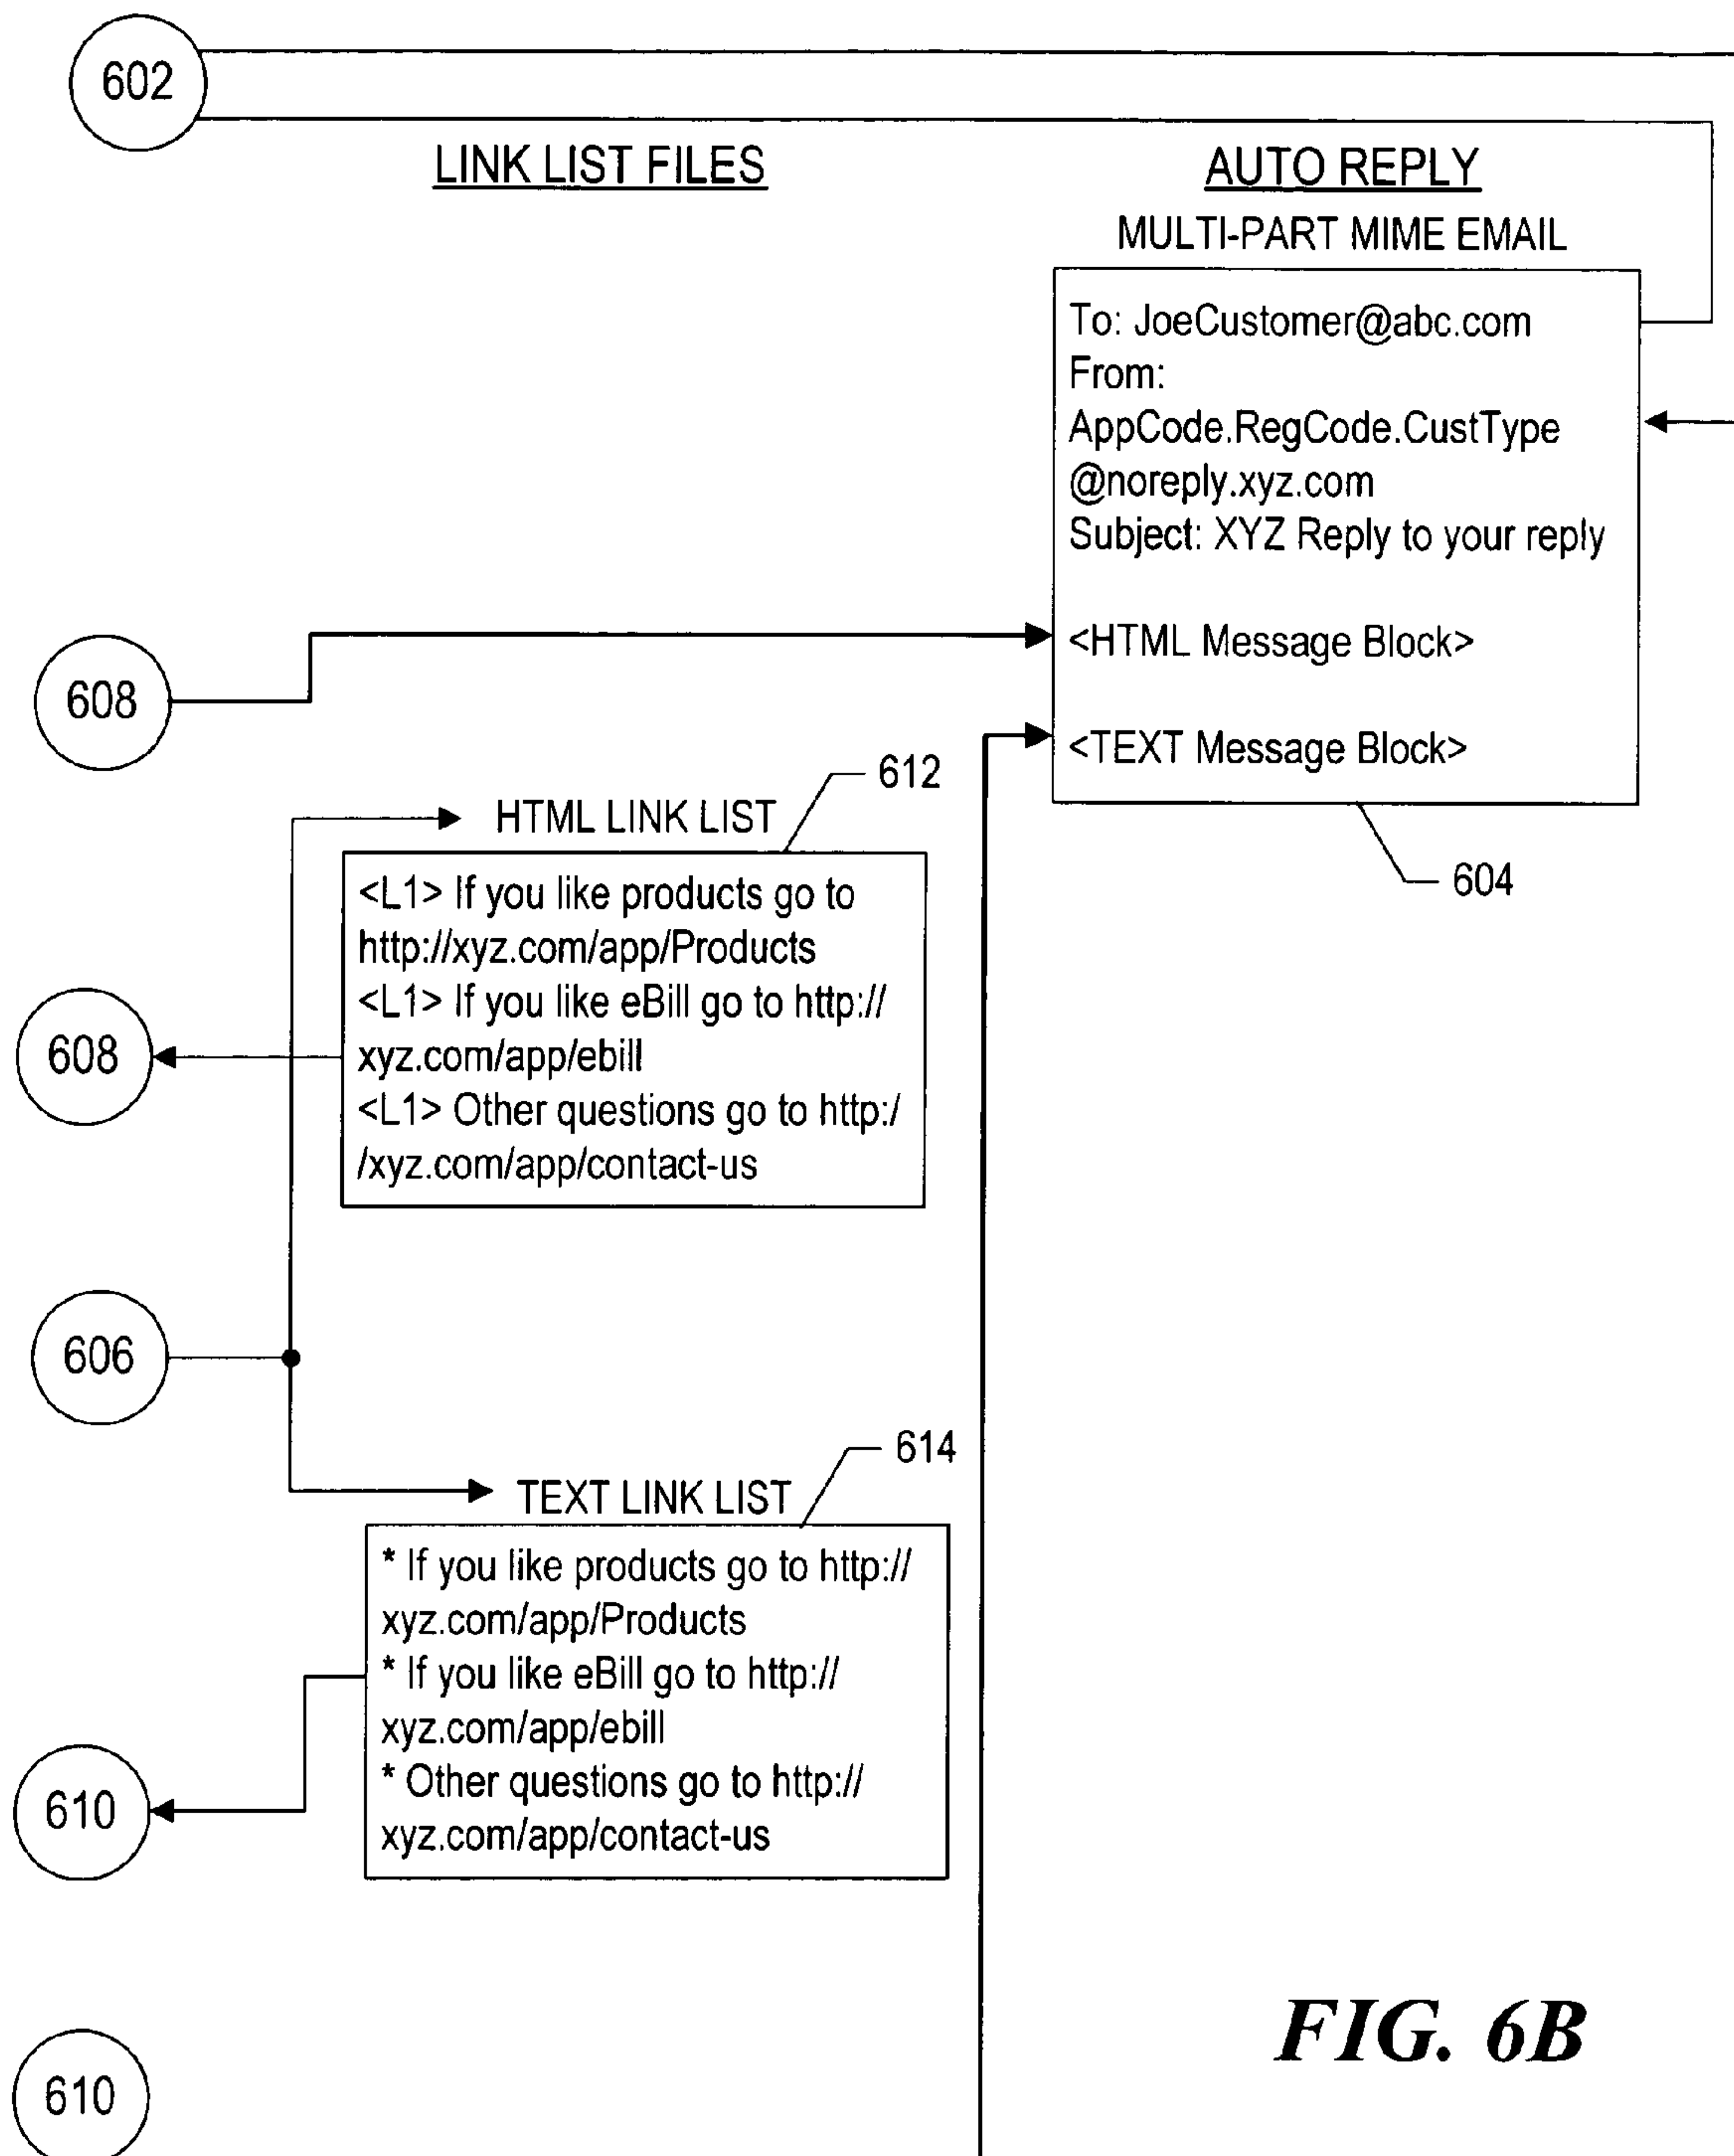 602
LINK LIST FILES
AUTO REPLY
MULTI-PART MIME EMAIL
To: JoeCustomer@abc.com
From:
AppCode.RegCode.CustType
@noreply.xyz.com
Subject: XYZ Reply to your reply
<HTML Message Block>
<TEXT Message Block>
604
608
612
HTML LINK LIST
<L1> If you like products go to
http://xyz.com/app/Products
<L1> If you like eBill go to http://
xyz.com/app/ebill
<L1> Other questions go to http:/
/xyz.com/app/contact-us
608
606
614
TEXT LINK LIST
* If you like products go to http://
xyz.com/app/Products
* If you like eBill go to http://
xyz.com/app/ebill
* Other questions go to http://
xyz.com/app/contact-us
610
610
FIG. 6B